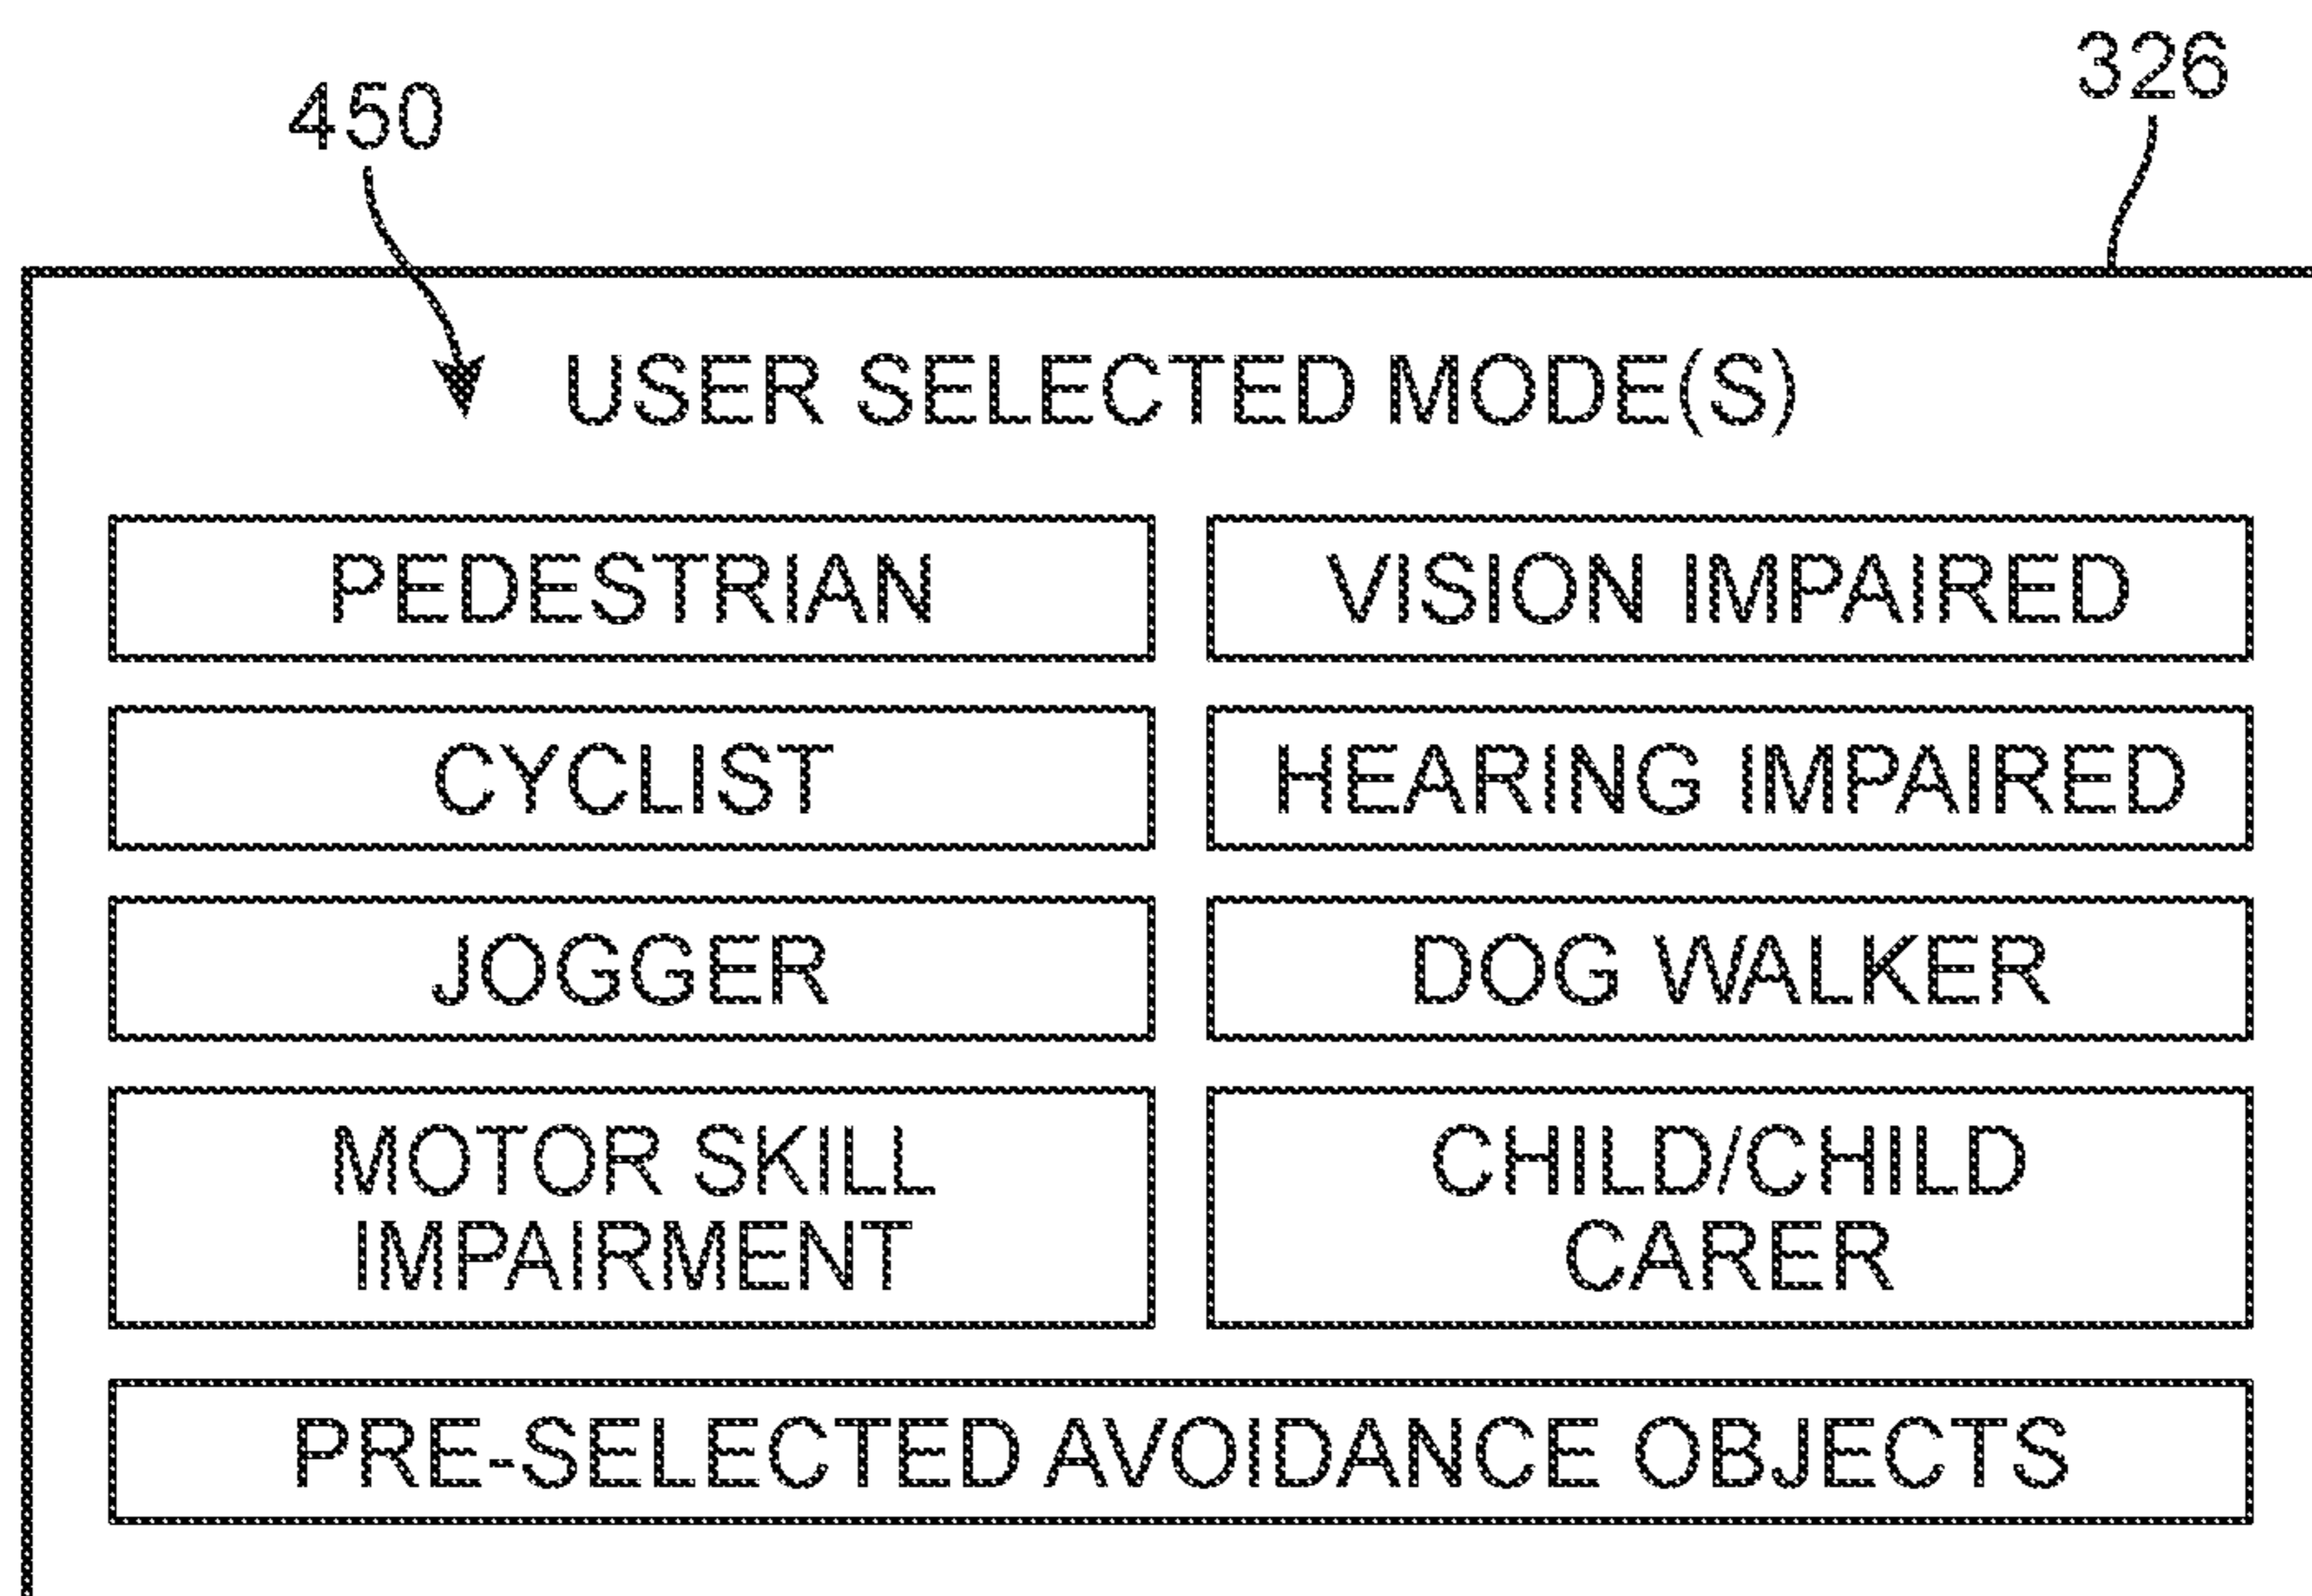 450
326
USER SELECTED MODE(S)
PEDESTRIAN
VISION IMPAIRED
CYCLIST
HEARING IMPAIRED
JOGGER
DOG WALKER
MOTOR SKILL
IMPAIRMENT
CHILD/CHILD
CARER
PRE-SELECTED AVOIDANCE OBJECTS